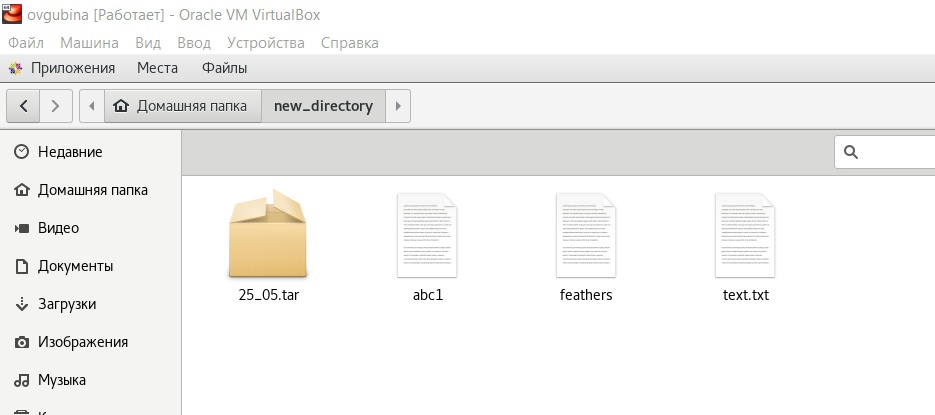 ovgubina [Работает] - Oracle VM VirtualBox
Файл Машина Вид Ввод Устройства Справка
Приложения Места Файлы
Домашняя папка new_directory
Недавние
Домашняя папка
Видео
Документы
Загрузки
Изображения
Музыка
25_05.tar abc1 feathers text.txt